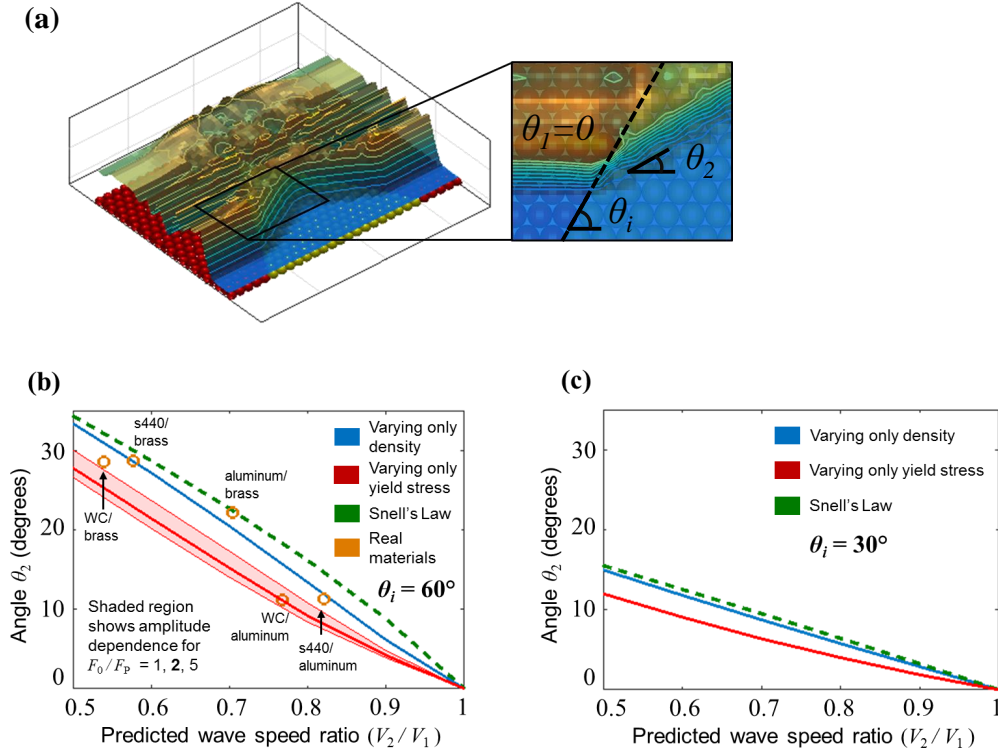 (a)
θ1=0
θ2
θi
(b)
Angle θ2 (degrees)
30
20
10
0
s440/
brass
aluminum/
brass
WC/
brass
WC/
aluminum
s440/
aluminum
Varying only
density
Varying only
yield stress
Snell's Law
Real
materials
θi = 60°
Shaded region
shows amplitude
dependence for
F0/FP = 1, 2, 5
0.5 0.6 0.7 0.8 0.9 1
Predicted wave speed ratio (V2 / V1)
(c)
Angle θ2 (degrees)
30
20
10
0
Varying only density
Varying only yield stress
Snell's Law
θi = 30°
0.5 0.6 0.7 0.8 0.9 1
Predicted wave speed ratio (V2 / V1)